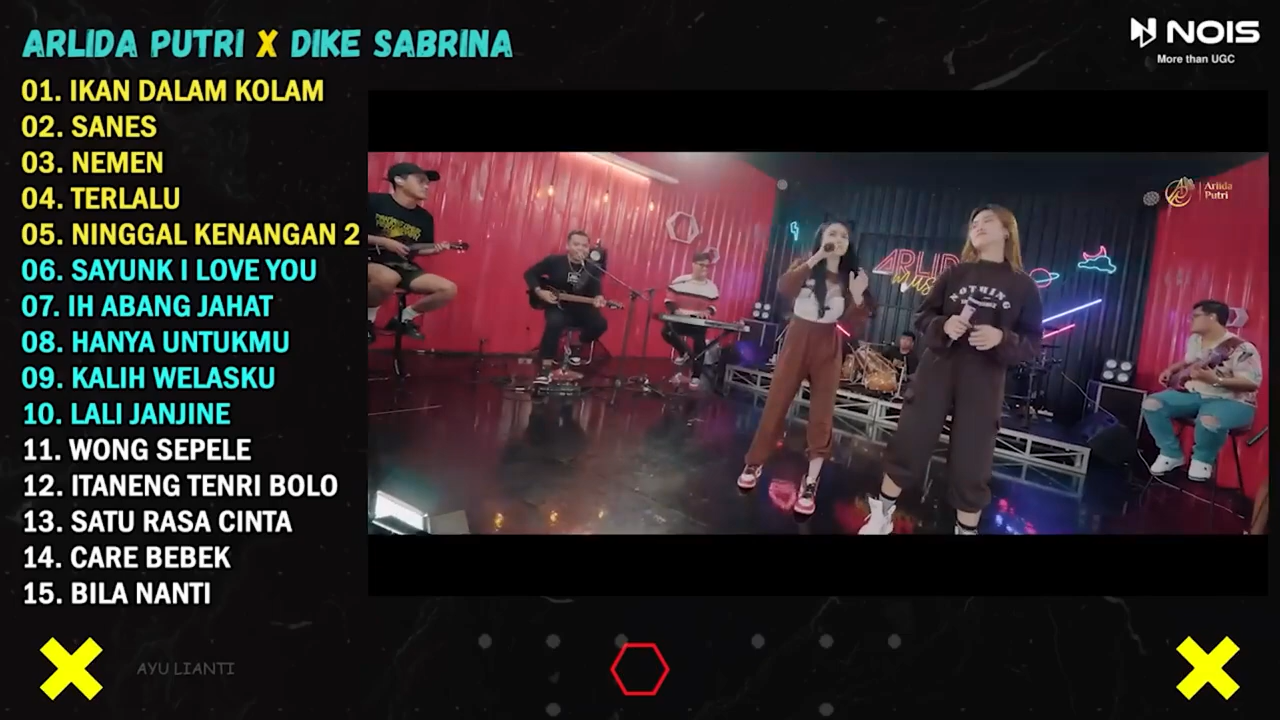 ARLIDA PUTRI X DIKE SABRINA
NOIS
More than UGC
01. IKAN DALAM KOLAM
02. SANES
03. NEMEN
04. TERLALU
05. NINGGAL KENANGAN 2
06. SAYUNK I LOVE YOU
07. IH ABANG JAHAT
08. HANYA UNTUKMU
09. KALIH WELASKU
10. LALI JANJINE
11. WONG SEPELE
12. ITANENG TENRI BOLO
13. SATU RASA CINTA
14. CARE BEBEK
15. BILA NANTI
Arlida
Putri
NOTHING
AYU LIANTI